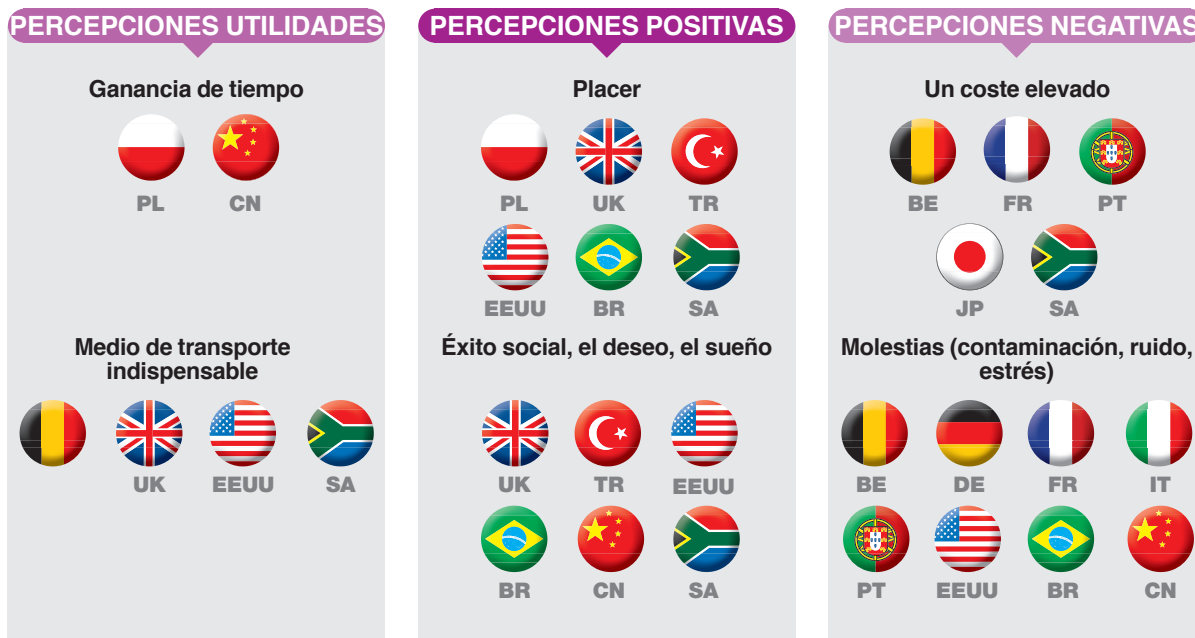 PERCEPCIONES UTILIDADES
Ganancia de tiempo
PL CN
Medio de transporte
indispensable
UK EEUU SA
PERCEPCIONES POSITIVAS
Placer
PL UK TR
EEUU BR SA
Éxito social, el deseo, el sueño
UK TR EEUU
BR CN SA
PERCEPCIONES NEGATIVAS
Un coste elevado
BE FR PT
JP SA
Molestias (contaminación, ruido,
estrés)
BE DE FR IT
PT EEUU BR CN